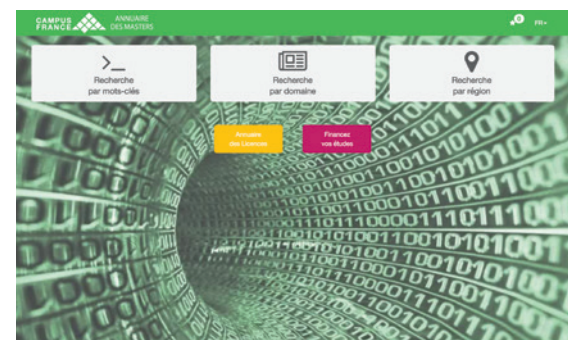 CAMPUS FRANCE
ANNUAIRE DES MASTERS
0
FR
Recherche
par mots-clés
Recherche
par domaine
Recherche
par région
Annuaire
des Licences
Financez
vos études